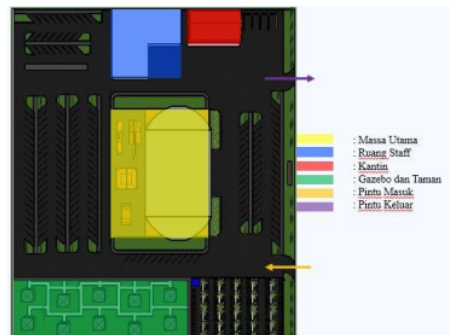 : Massa Utama
: Ruang Staff
: Kantin
: Gazebo dan Taman
: Pintu Masuk
: Pintu Keluar